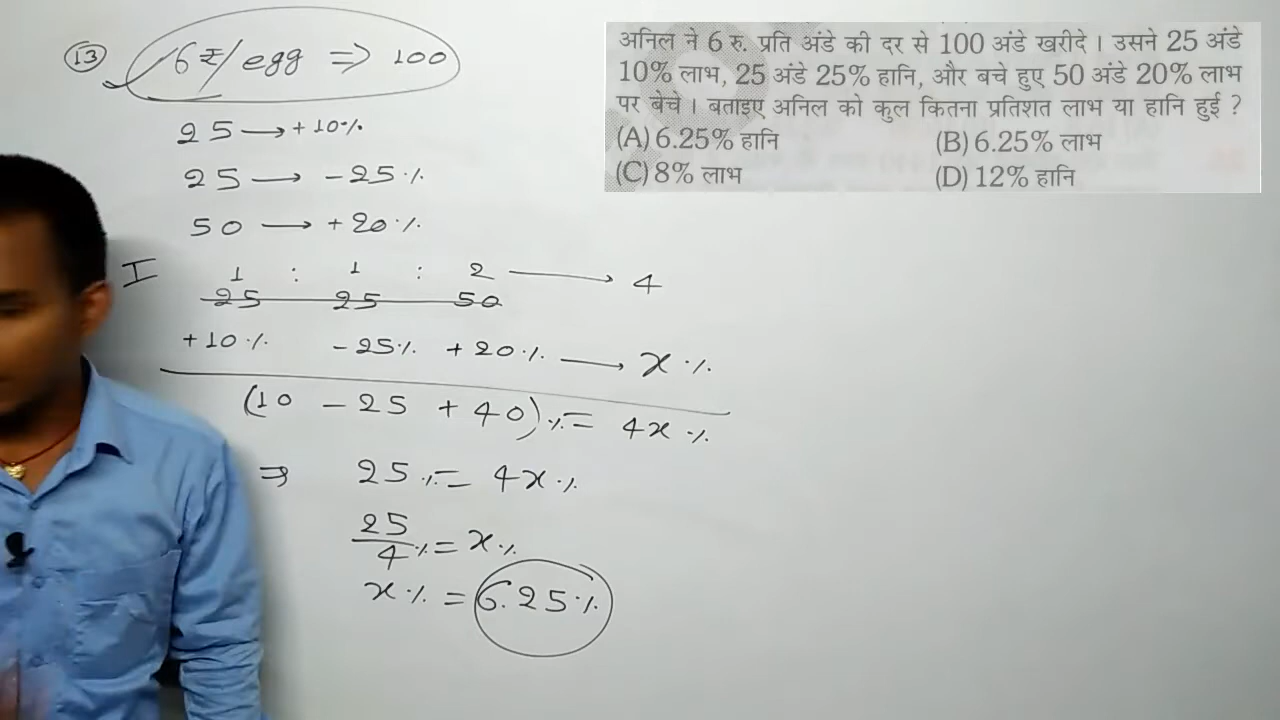 13 6₹/egg ⇒ 100
25 → +10%
25 → -25%
50 → +20%
I 1 : 1 : 2 → 4
25 25 50
+10% -25% +20% → x%
(10 - 25 + 40)% = 4x%
⇒ 25% = 4x%
25/4% = x%
x% = 6.25%
अनिल ने 6 रु. प्रति अंडे की दर से 100 अंडे खरीदे। उसने 25 अंडे
10% लाभ, 25 अंडे 25% हानि, और बचे हुए 50 अंडे 20% लाभ
पर बेचे। बताइए अनिल को कुल कितना प्रतिशत लाभ या हानि हुई ?
(A) 6.25% हानि (B) 6.25% लाभ
(C) 8% लाभ (D) 12% हानि